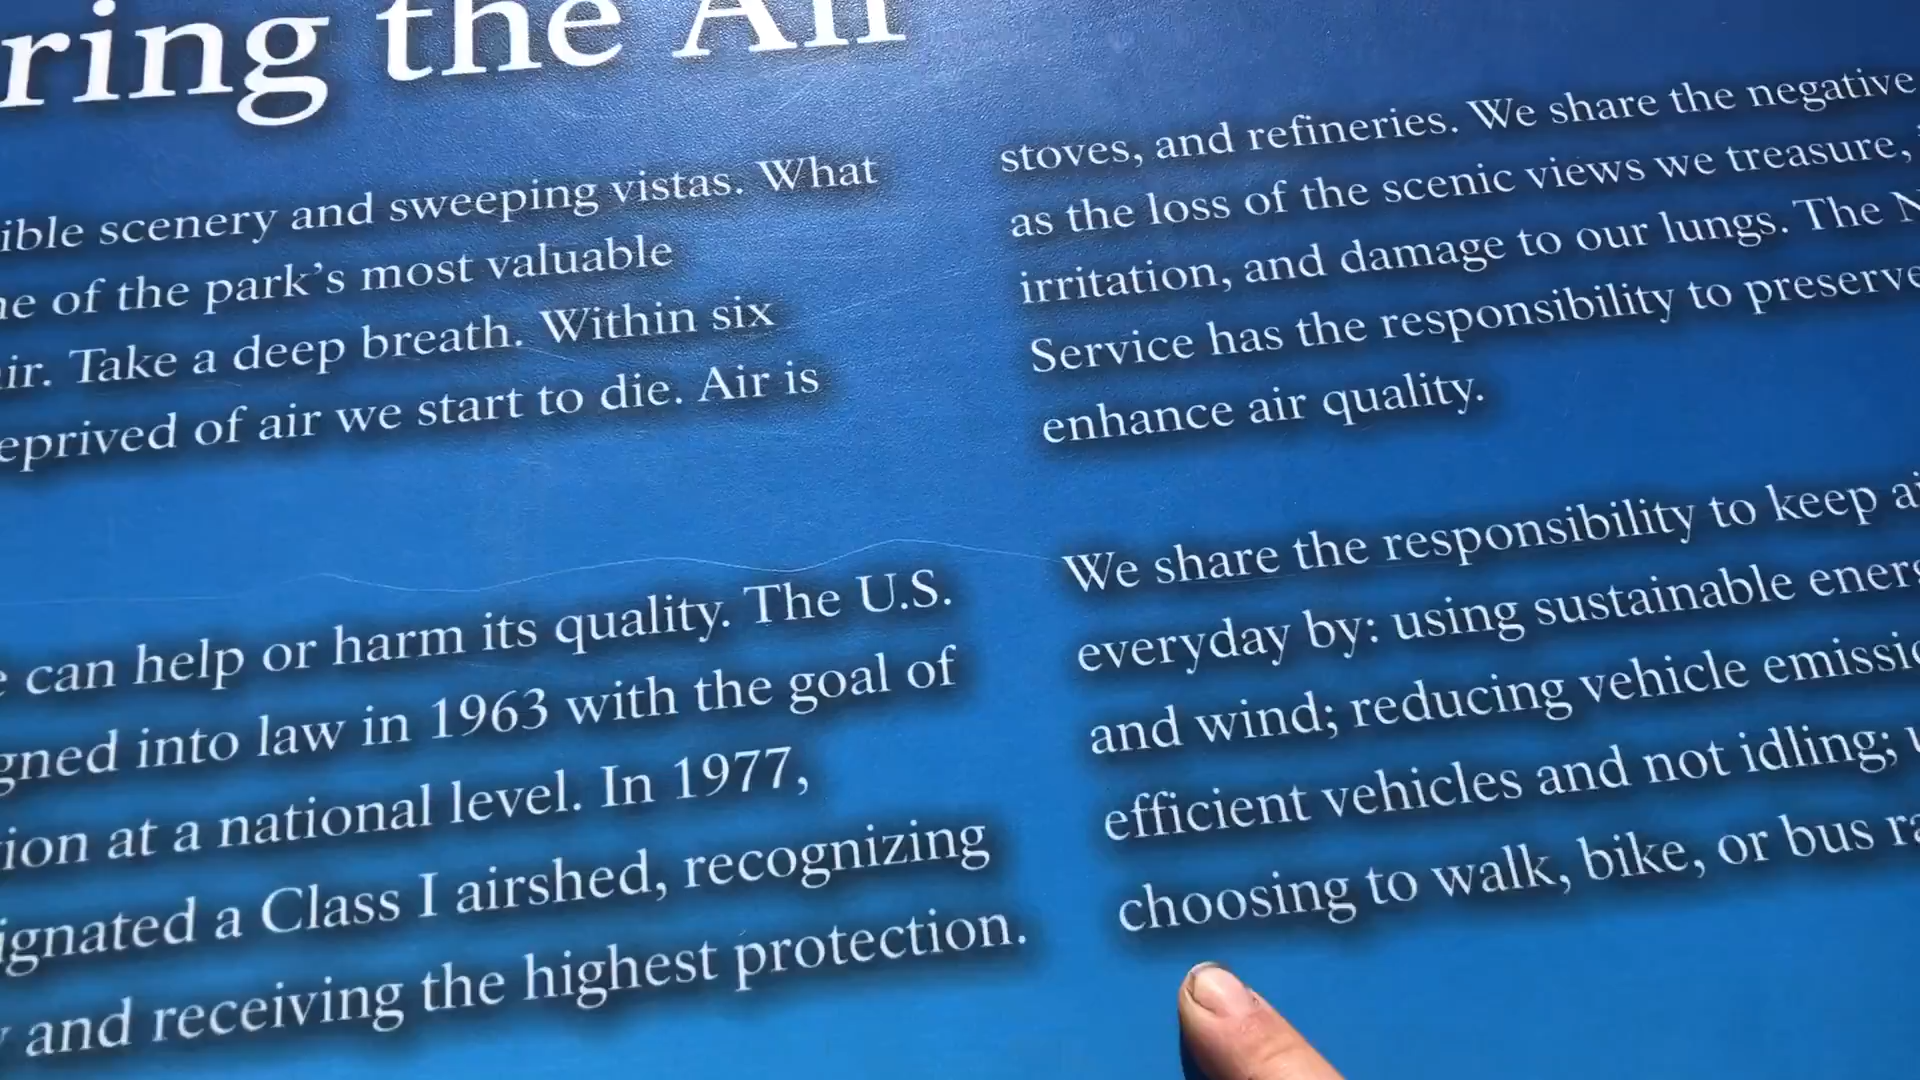 ring the Air
ible scenery and sweeping vistas. What
of the park's most valuable
Take a deep breath. Within six
eprived of air we start to die. Air is
can help or harm its quality. The U.S.
gned into law in 1963 with the goal of
ion at a national level. In 1977,
ignated a Class I airshed, recognizing
and receiving the highest protection.
stoves, and refineries. We share the negative
as the loss of the scenic views we treasure,
irritation, and damage to our lungs. The N
Service has the responsibility to preserve
enhance air quality.
We share the responsibility to keep ai
everyday by: using sustainable energ
and wind; reducing vehicle emissio
efficient vehicles and not idling; u
choosing to walk, bike, or bus ra